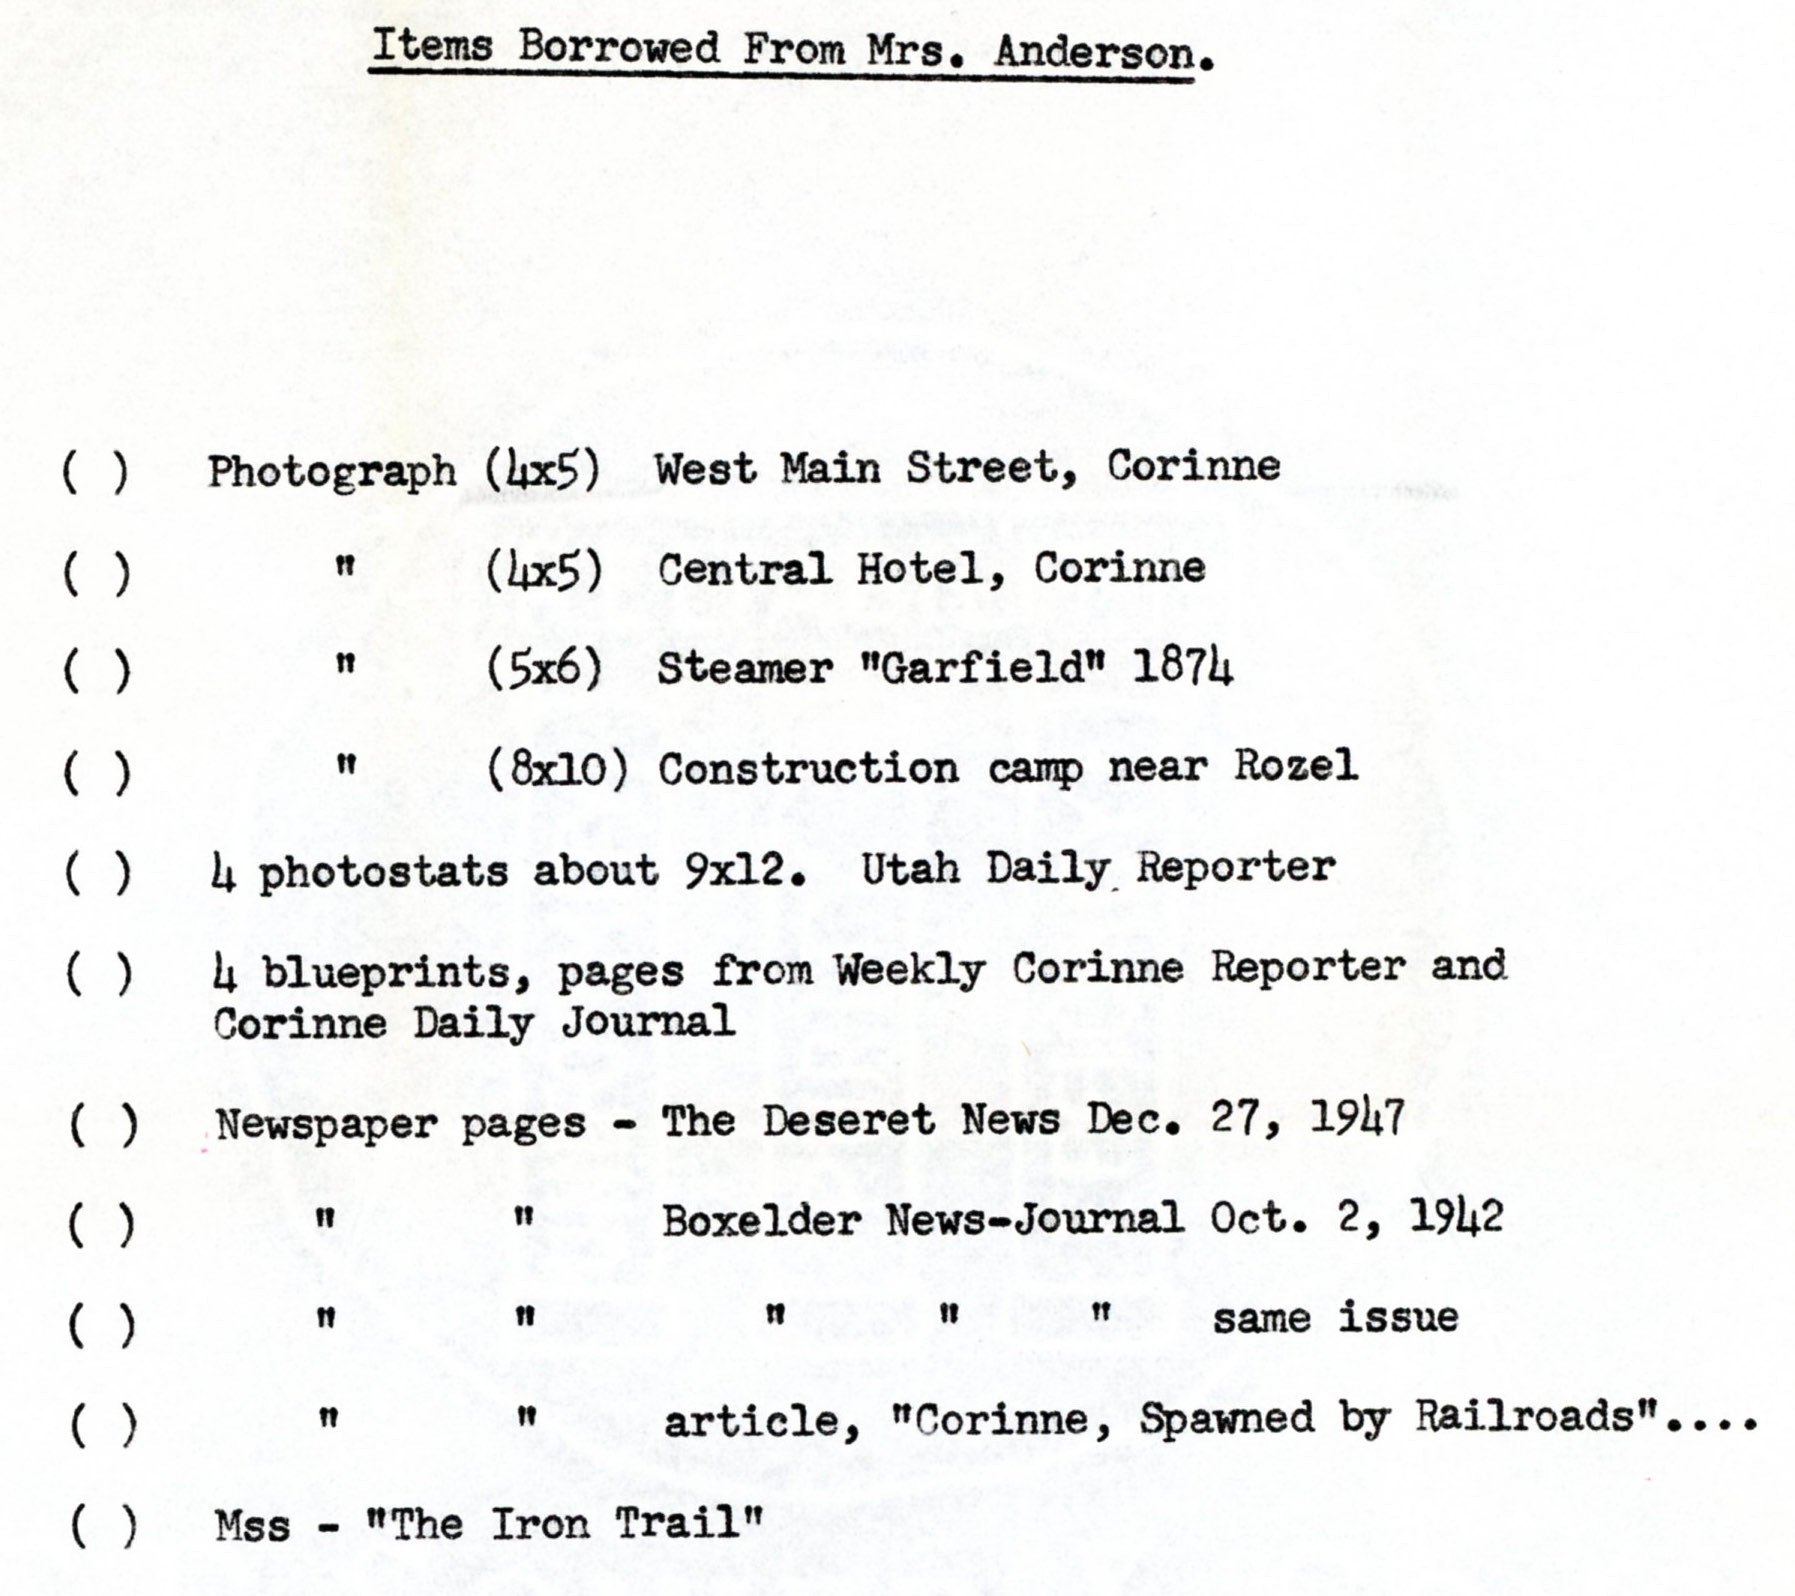 Items Borrowed From Mrs. Anderson.
( ) Photograph (4x5) West Main Street, Corinne
( ) " (4x5) Central Hotel, Corinne
( ) " (5x6) Steamer "Garfield" 1874
( ) " (8x10) Construction camp near Rozel
( ) 4 photostats about 9x12. Utah Daily Reporter
( ) 4 blueprints, pages from Weekly Corinne Reporter and
Corinne Daily Journal
( ) Newspaper pages - The Deseret News Dec. 27, 1947
( ) " " Boxelder News-Journal Oct. 2, 1942
( ) " " " " " same issue
( ) " " article, "Corinne, Spawned by Railroads"....
( ) Mss - "The Iron Trail"